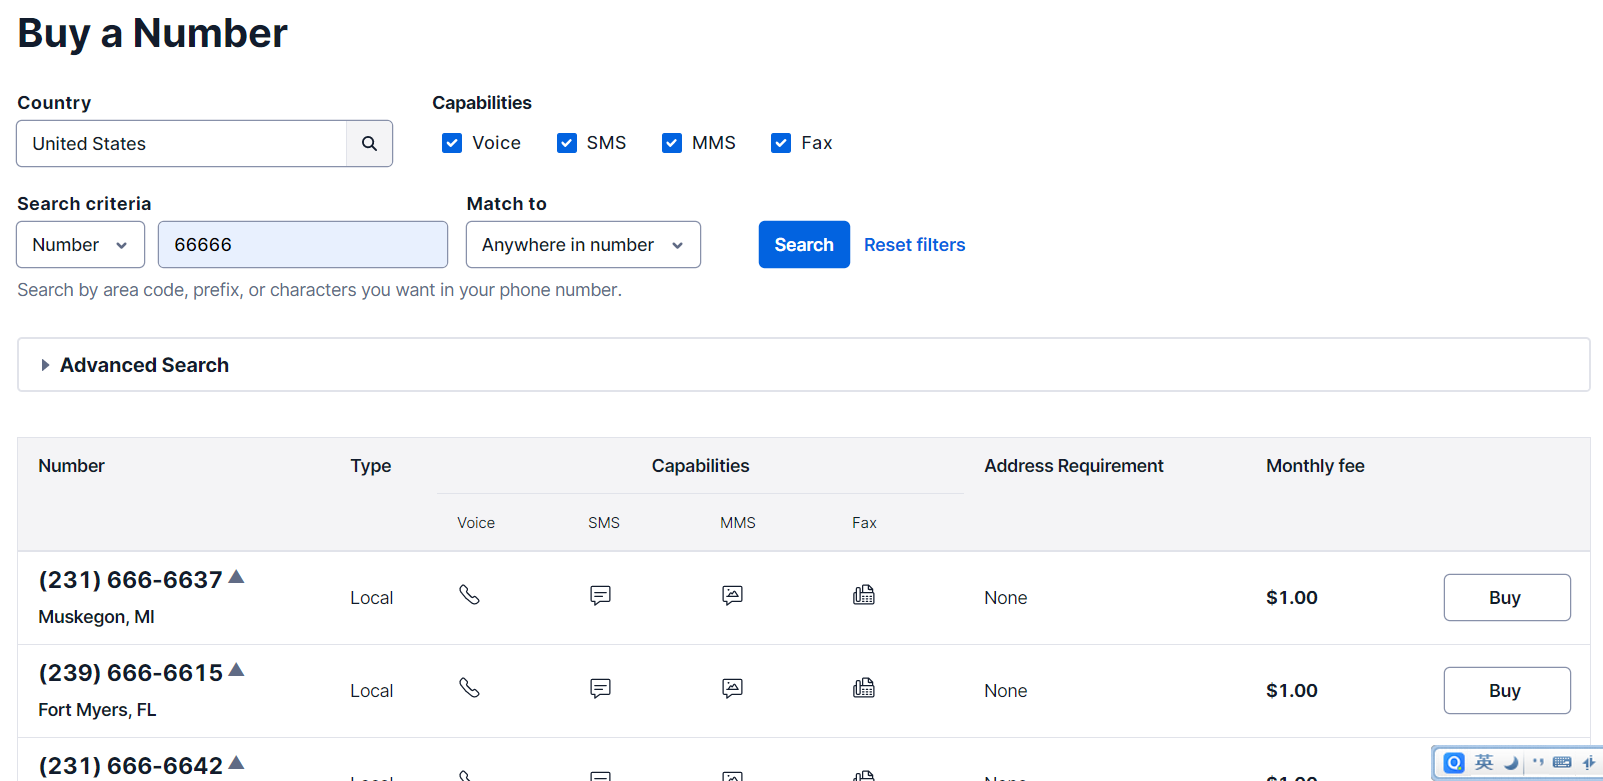 Buy a Number
Country
Capabilities
United States
Voice
SMS
MMS
Fax
Search criteria
Match to
Number
66666
Anywhere in number
Search
Reset filters
Search by area code, prefix, or characters you want in your phone number.
Advanced Search
Number
Type
Capabilities
Address Requirement
Monthly fee
Voice
SMS
MMS
Fax
(231) 666-6637
Muskegon, MI
Local
None
$1.00
Buy
(239) 666-6615
Fort Myers, FL
Local
None
$1.00
Buy
(231) 666-6642
英